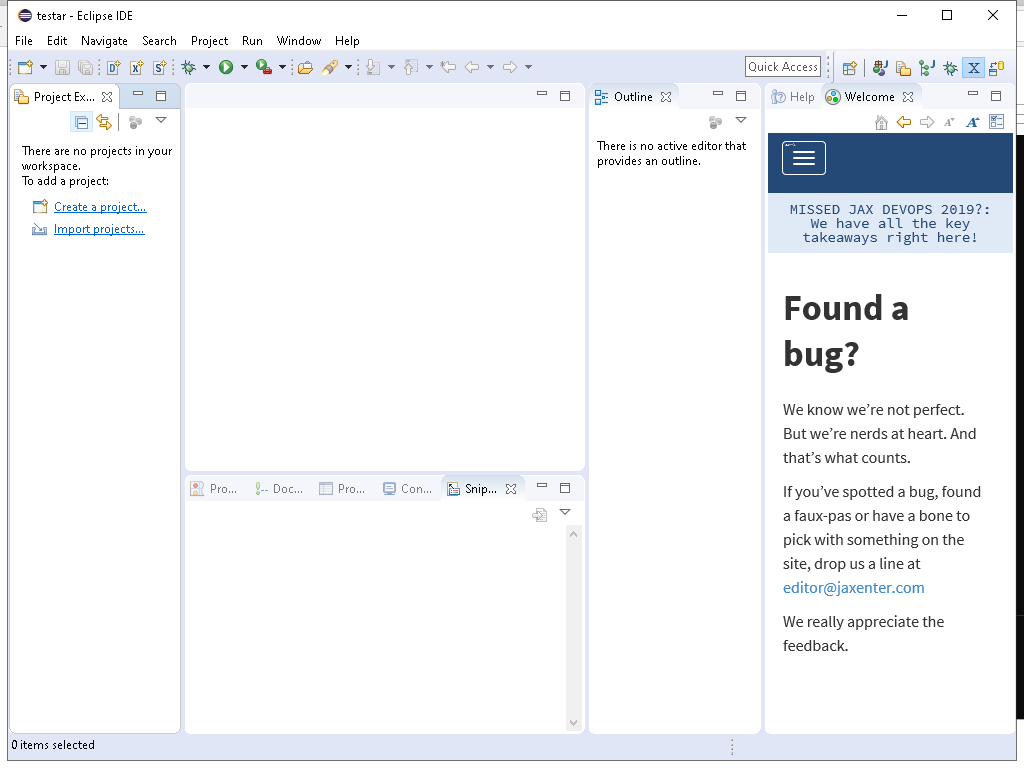 testar - Eclipse IDE
File Edit Navigate Search Project Run Window Help
Quick Access
Project Ex...
There are no projects in your
workspace.
To add a project:
Create a project...
Import projects...
Outline
There is no active editor that
provides an outline.
Help
Welcome
MISSED JAX DEVOPS 2019?:
We have all the key
takeaways right here!
Found a
bug?
We know we’re not perfect.
But we’re nerds at heart. And
that’s what counts.
If you’ve spotted a bug, found
a faux-pas or have a bone to
pick with something on the
site, drop us a line at
editor@jaxenter.com
We really appreciate the
feedback.
Pro...
Doc...
Pro...
Con...
Snip...
0 items selected